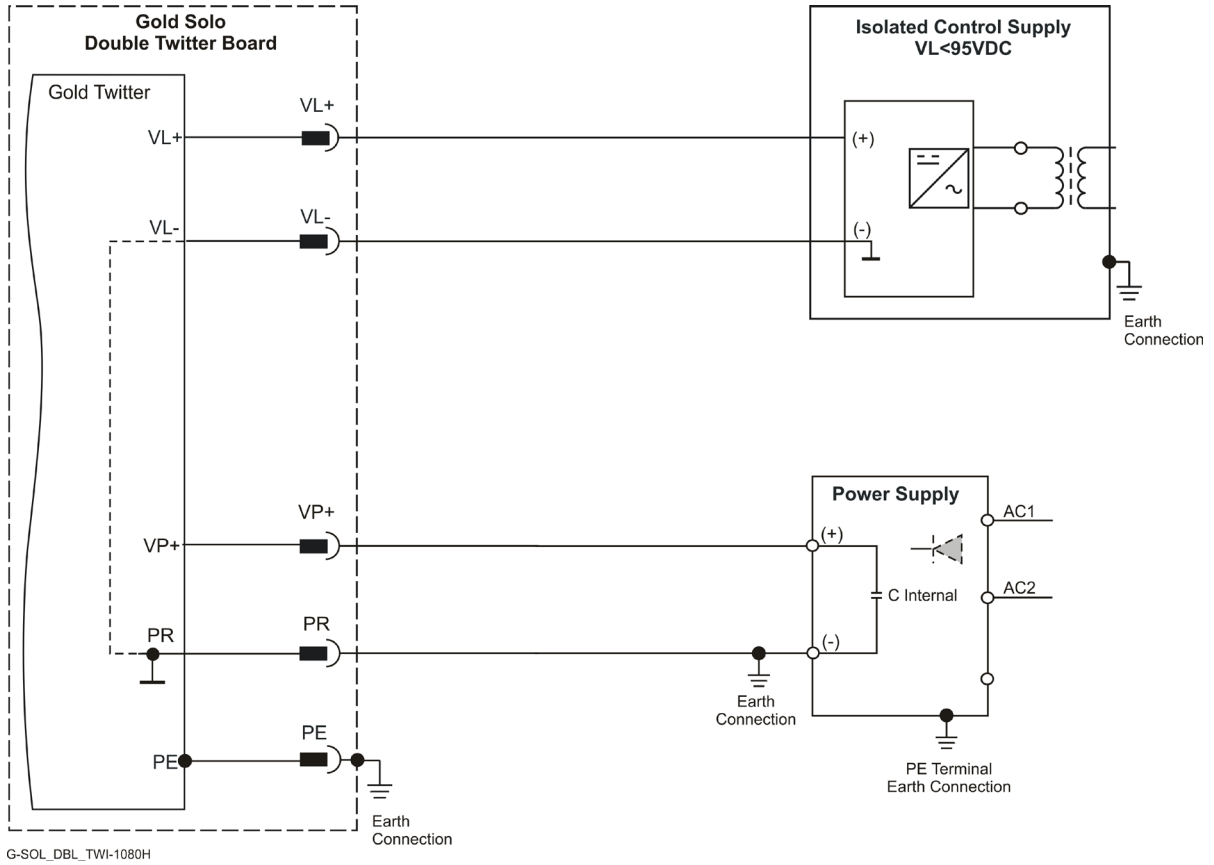 Gold Solo
Double Twitter Board
Gold Twitter
VL+
VL+
VL-
VL-
Isolated Control Supply
VL<95VDC
(+)
(-)
Earth
Connection
VP+
VP+
PR
PR
PE
PE
Earth
Connection
Power Supply
(+)
C Internal
(-)
AC1
AC2
Earth
Connection
PE Terminal
Earth Connection
G-SOL_DBL_TWI-1080H